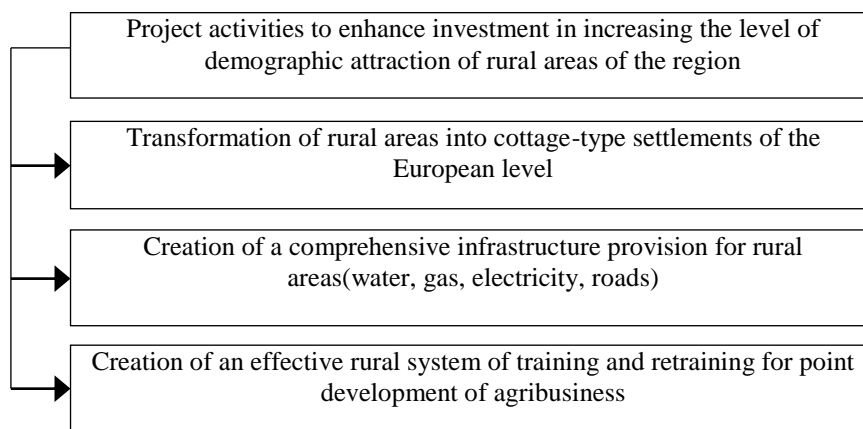 Project activities to enhance investment in increasing the level of
demographic attraction of rural areas of the region
Transformation of rural areas into cottage-type settlements of the
European level
Creation of a comprehensive infrastructure provision for rural
areas(water, gas, electricity, roads)
Creation of an effective rural system of training and retraining for point
development of agribusiness